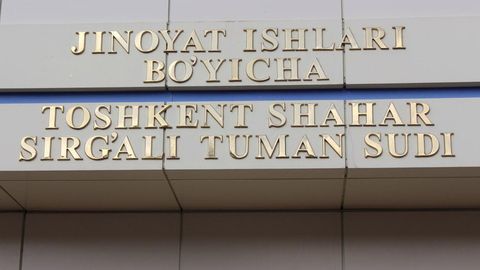 JINOYAT ISHLARI
BO'YICHA
TOSHKENT SHAHAR
SIRG'ALI TUMAN SUDI